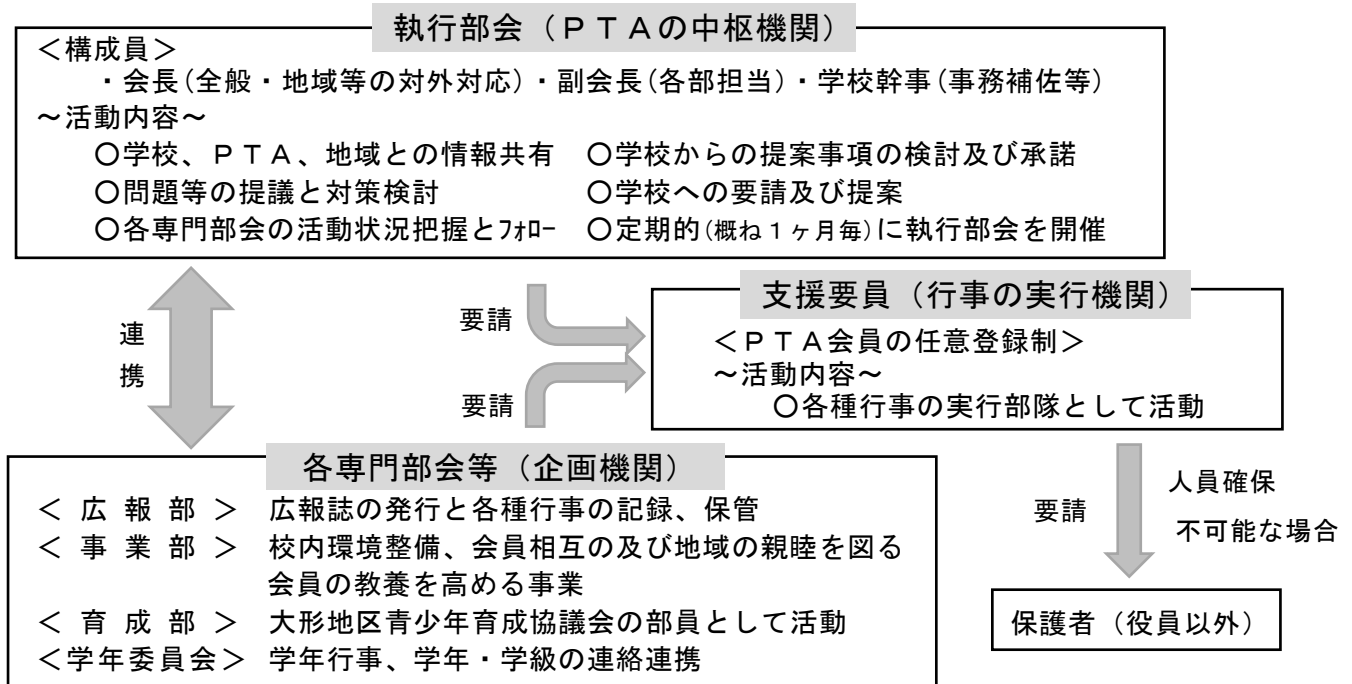 執行部会（ＰＴＡの中枢機関）
＜構成員＞
・会長(全般・地域等の対外対応)・副会長(各部担当)・学校幹事(事務補佐等)
～活動内容～
〇学校、ＰＴＡ、地域との情報共有　〇学校からの提案事項の検討及び承諾
〇問題等の提議と対策検討　〇学校への要請及び提案
〇各専門部会の活動状況把握とﾌｫﾛｰ　〇定期的(概ね１ヶ月毎)に執行部会を開催
連
携
要請
要請
支援要員（行事の実行機関）
＜ＰＴＡ会員の任意登録制＞
～活動内容～
〇各種行事の実行部隊として活動
各専門部会等（企画機関）
＜ 広 報 部 ＞　広報誌の発行と各種行事の記録、保管
＜ 事 業 部 ＞　校内環境整備、会員相互の及び地域の親睦を図る
会員の教養を高める事業
＜ 育 成 部 ＞　大形地区青少年育成協議会の部員として活動
＜学年委員会＞　学年行事、学年・学級の連絡連携
要請
人員確保
不可能な場合
保護者（役員以外）